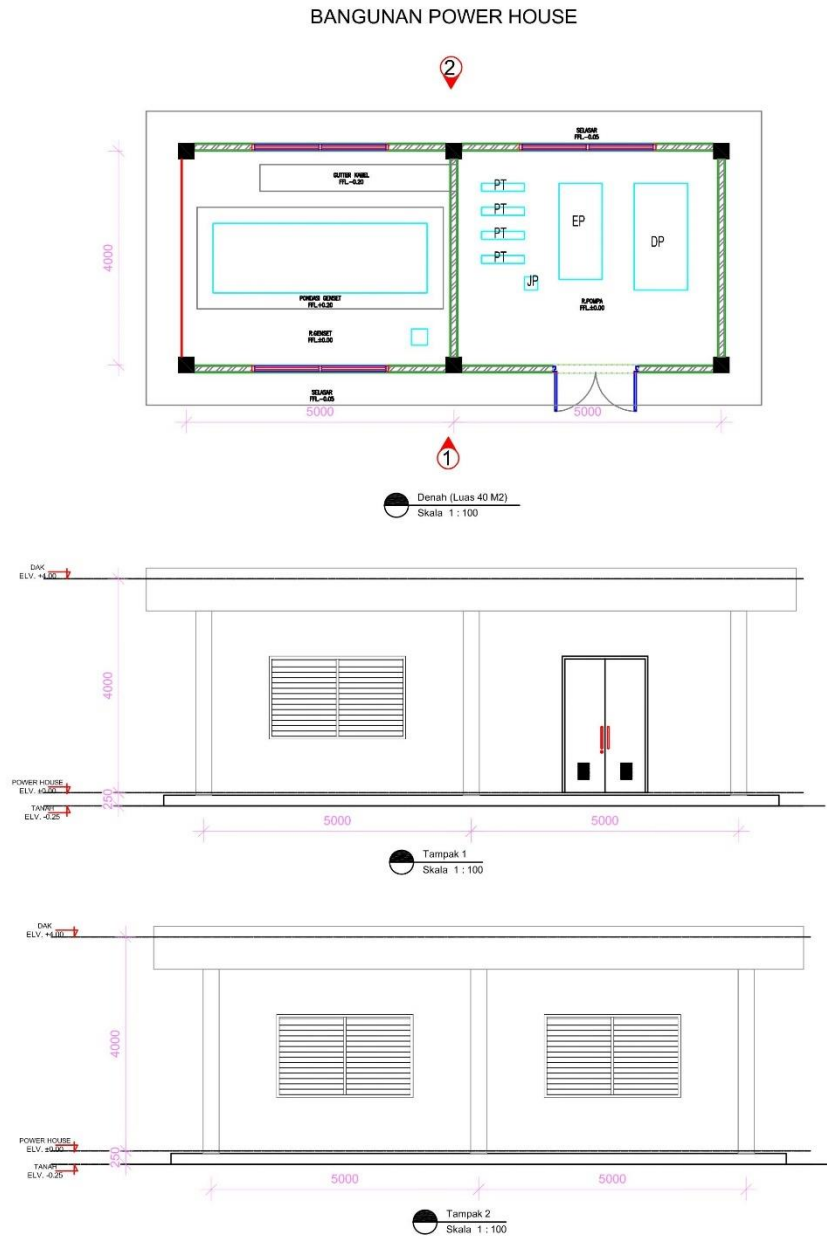 BANGUNAN POWER HOUSE
2
SELASAR
FFL.-0.05
GUTTER KABEL
FFL.-0.20
PT
PT
PT
PT
EP
DP
JP
4000
PONDASI GENSET
FFL.+0.20
R.POMPA
FFL.±0.00
R.GENSET
FFL.±0.00
SELASAR
FFL.-0.05
5000
5000
1
Denah (Luas 40 M2)
Skala 1 : 100
DAK
ELV. +4.00
4000
POWER HOUSE
ELV. ±0.00
250
TANAH
ELV. -0.25
5000
5000
Tampak 1
Skala 1 : 100
DAK
ELV. +4.00
4000
POWER HOUSE
ELV. ±0.00
250
TANAH
ELV. -0.25
5000
5000
Tampak 2
Skala 1 : 100